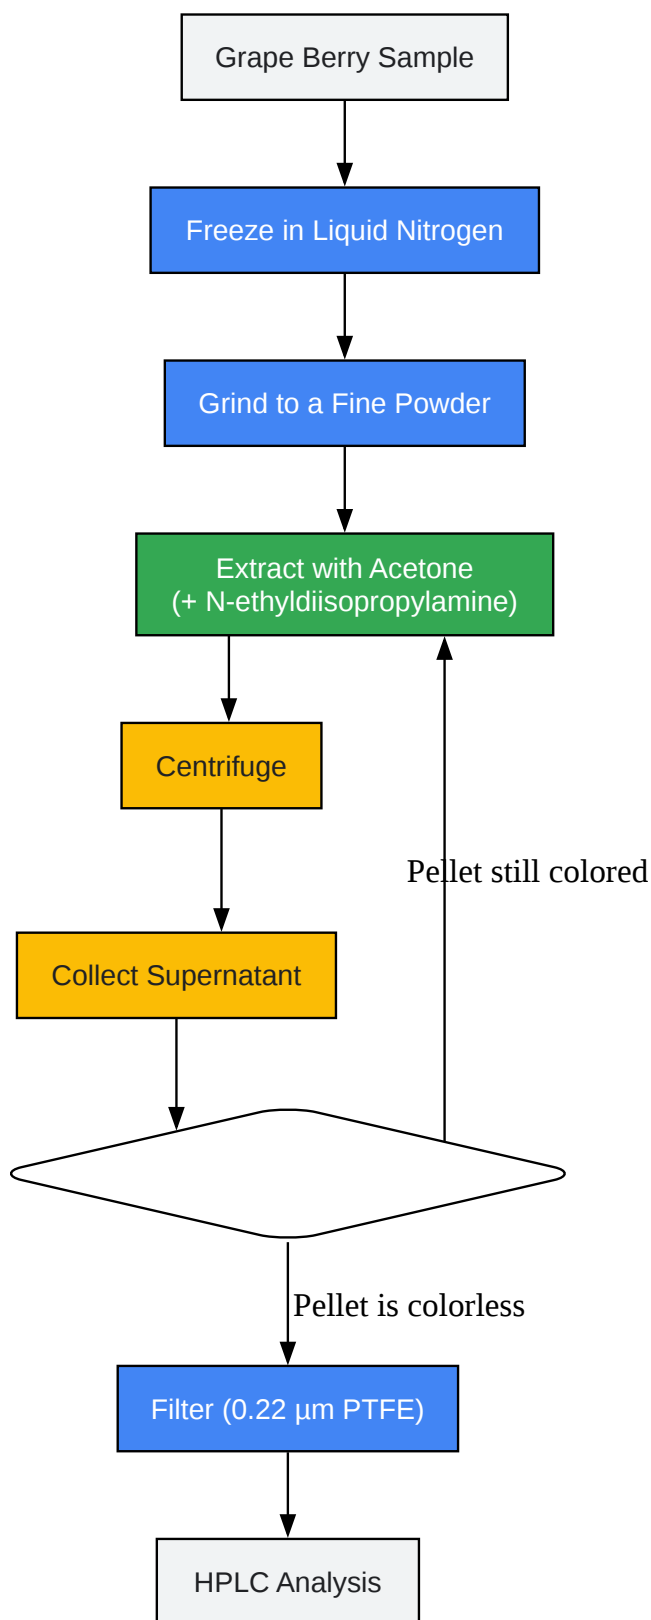 Grape Berry Sample
Freeze in Liquid Nitrogen
Grind to a Fine Powder
Extract with Acetone
(+ N-ethyldiisopropylamine)
Centrifuge
Pellet still colored
Collect Supernatant
Pellet is colorless
Filter (0.22 µm PTFE)
HPLC Analysis